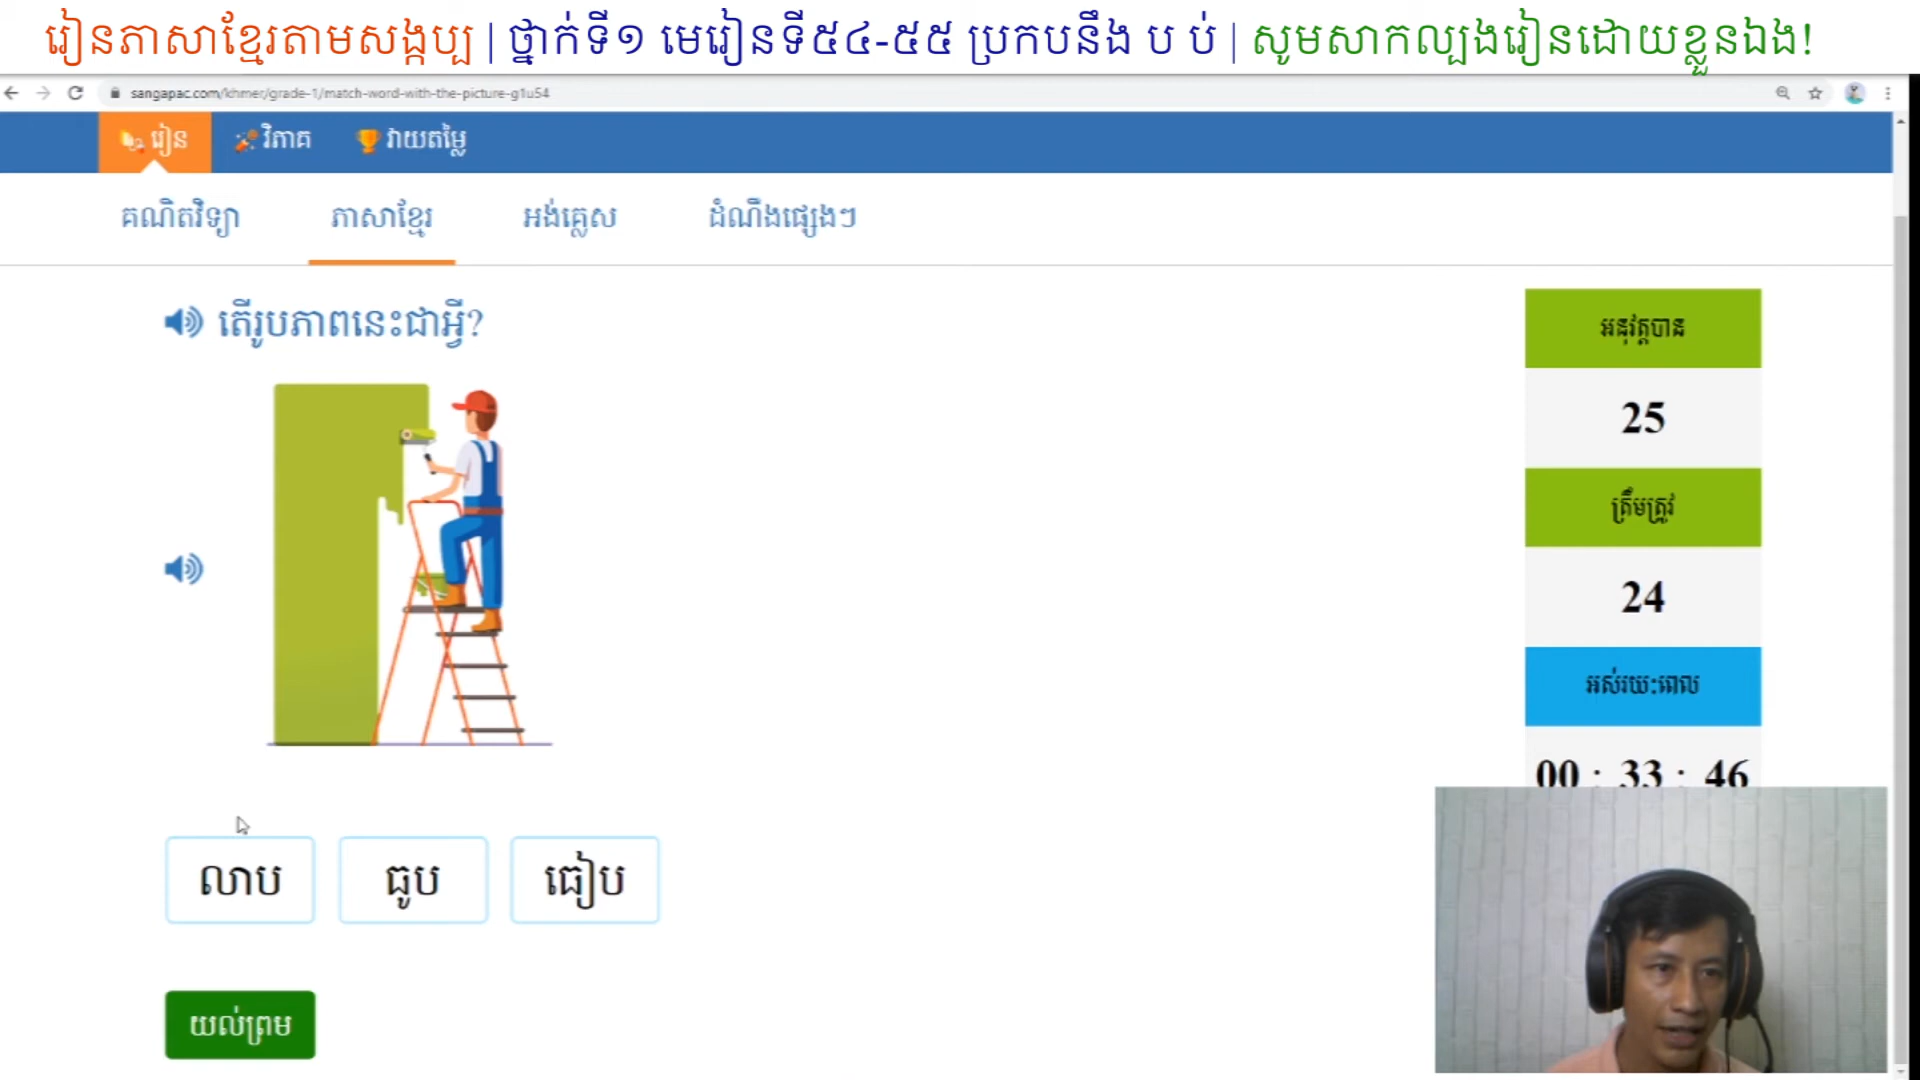 រៀនភាសាខ្មែរតាមសង្កប្ប | ថ្នាក់ទី១ មេរៀនទី៥៤-៥៥ ប្រកបនឹង ប ប់ | សូមសាកល្បងរៀនដោយខ្លួនឯង!
sangapac.com/khmer/grade-1/match-word-with-the-picture-g1u54
រៀន វិភាគ វាយតម្លៃ
គណិតវិទ្យា ភាសាខ្មែរ អង់គ្លេស ដំណឹងផ្សេងៗ
តើរូបភាពនេះជាអ្វី?
អនុវត្តបាន
25
ត្រឹមត្រូវ
24
អស់រយៈពេល
00 : 33 : 46
លាប ធូប ធៀប
យល់ព្រម